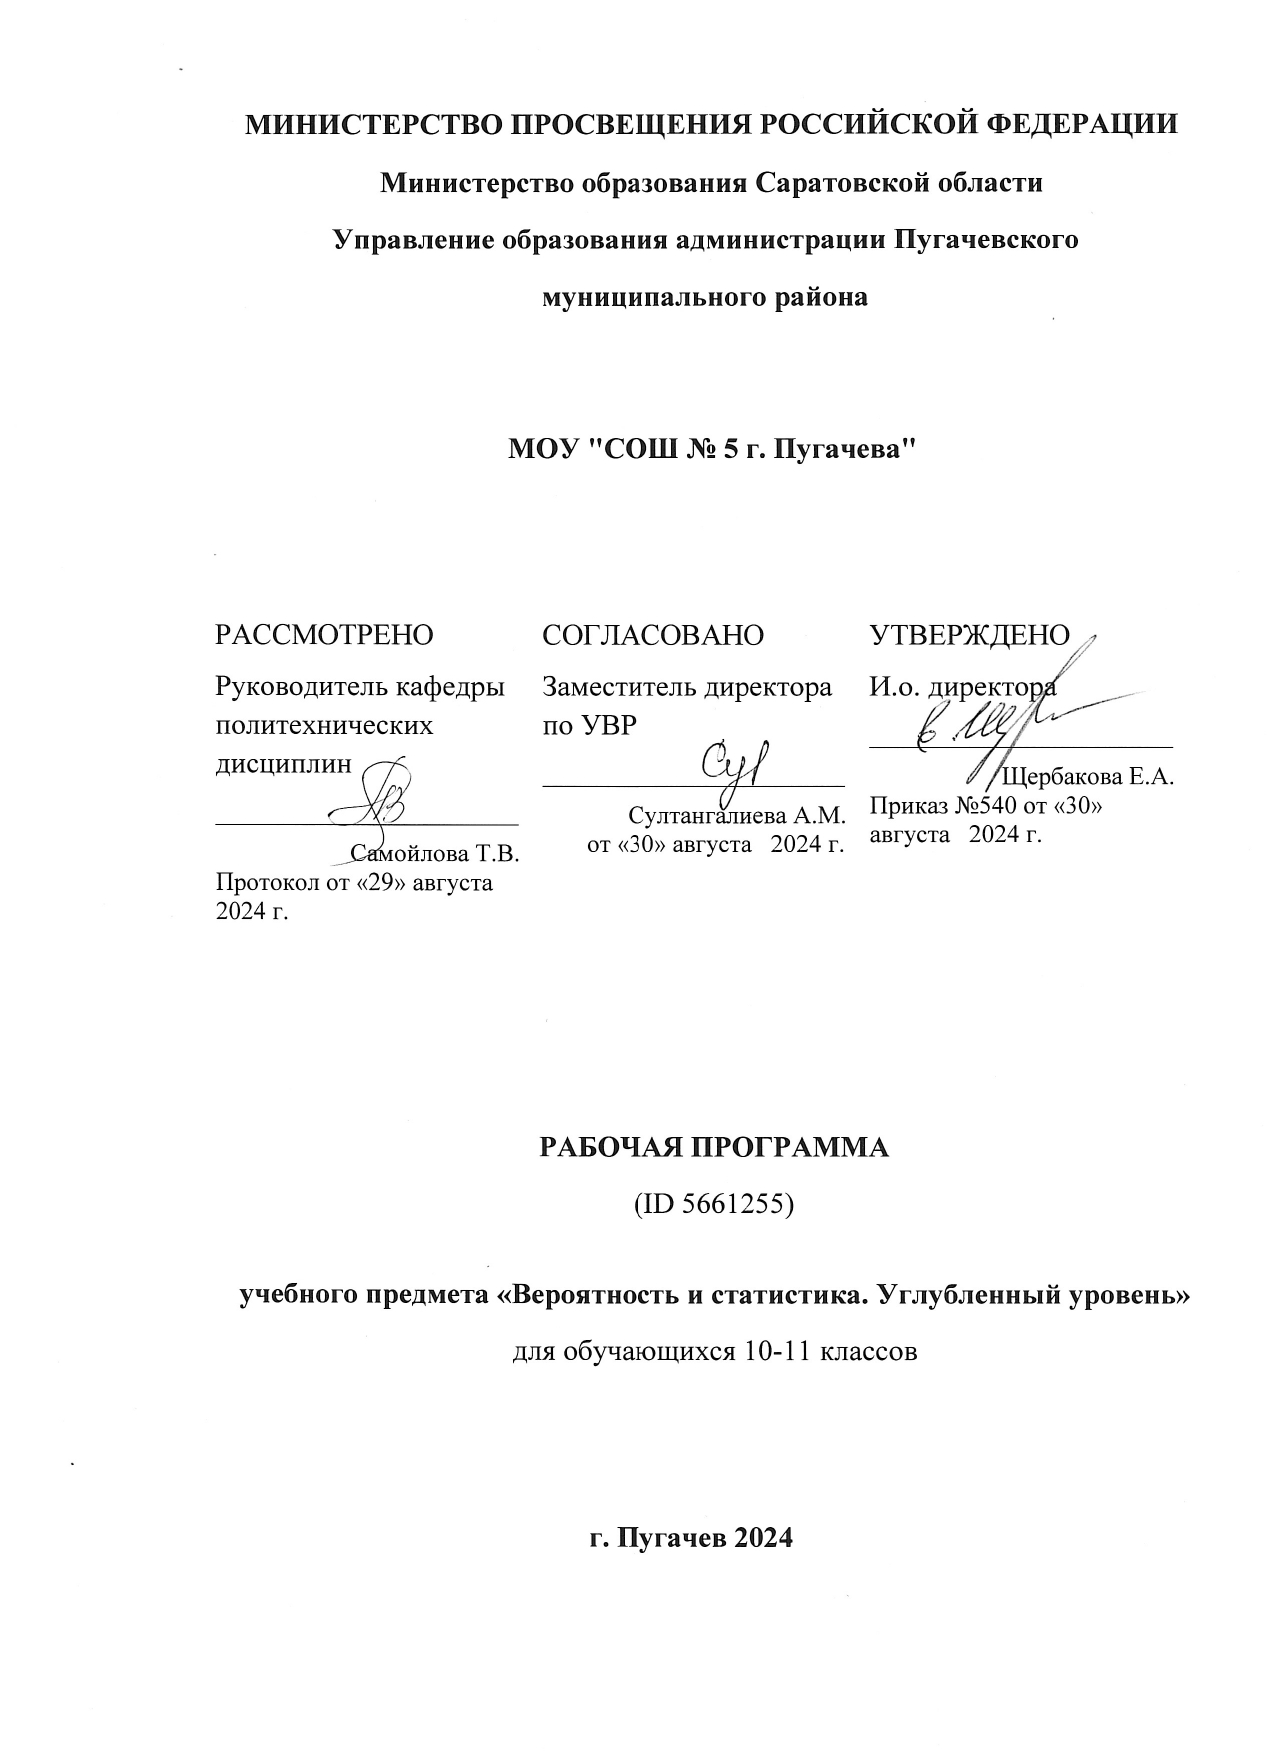 МИНИСТЕРСТВО ПРОСВЕЩЕНИЯ РОССИЙСКОЙ ФЕДЕРАЦИИ
Министерство образования Саратовской области
Управление образования администрации Пугачевского
муниципального района
МОУ "СОШ № 5 г. Пугачева"
РАССМОТРЕНО
Руководитель кафедры
политехнических
дисциплин
Самойлова Т.В.
Протокол от «29» августа
2024 г.
СОГЛАСОВАНО
Заместитель директора
по УВР
Султангалиева А.М.
от «30» августа 2024 г.
УТВЕРЖДЕНО
И.о. директора
Щербакова Е.А.
Приказ №540 от «30»
августа 2024 г.
РАБОЧАЯ ПРОГРАММА
(ID 5661255)
учебного предмета «Вероятность и статистика. Углубленный уровень»
для обучающихся 10-11 классов
г. Пугачев 2024